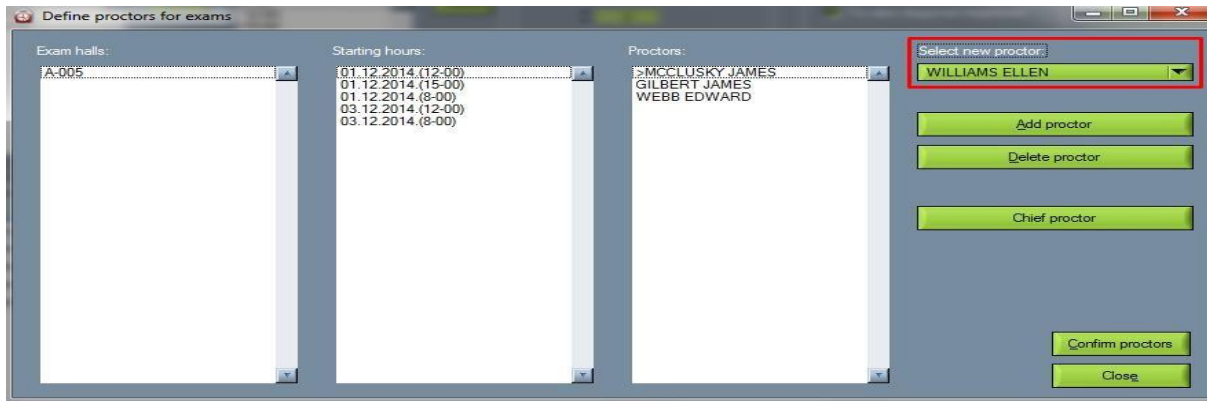 Define proctors for exams
Exam halls:
A-005
Starting hours:
01.12.2014.(12-00)
01.12.2014.(15-00)
01.12.2014.(8-00)
03.12.2014.(12-00)
03.12.2014.(8-00)
Proctors:
>MCCLUSKY JAMES
GILBERT JAMES
WEBB EDWARD
Select new proctor:
WILLIAMS ELLEN
Add proctor
Delete proctor
Chief proctor
Confirm proctors
Close